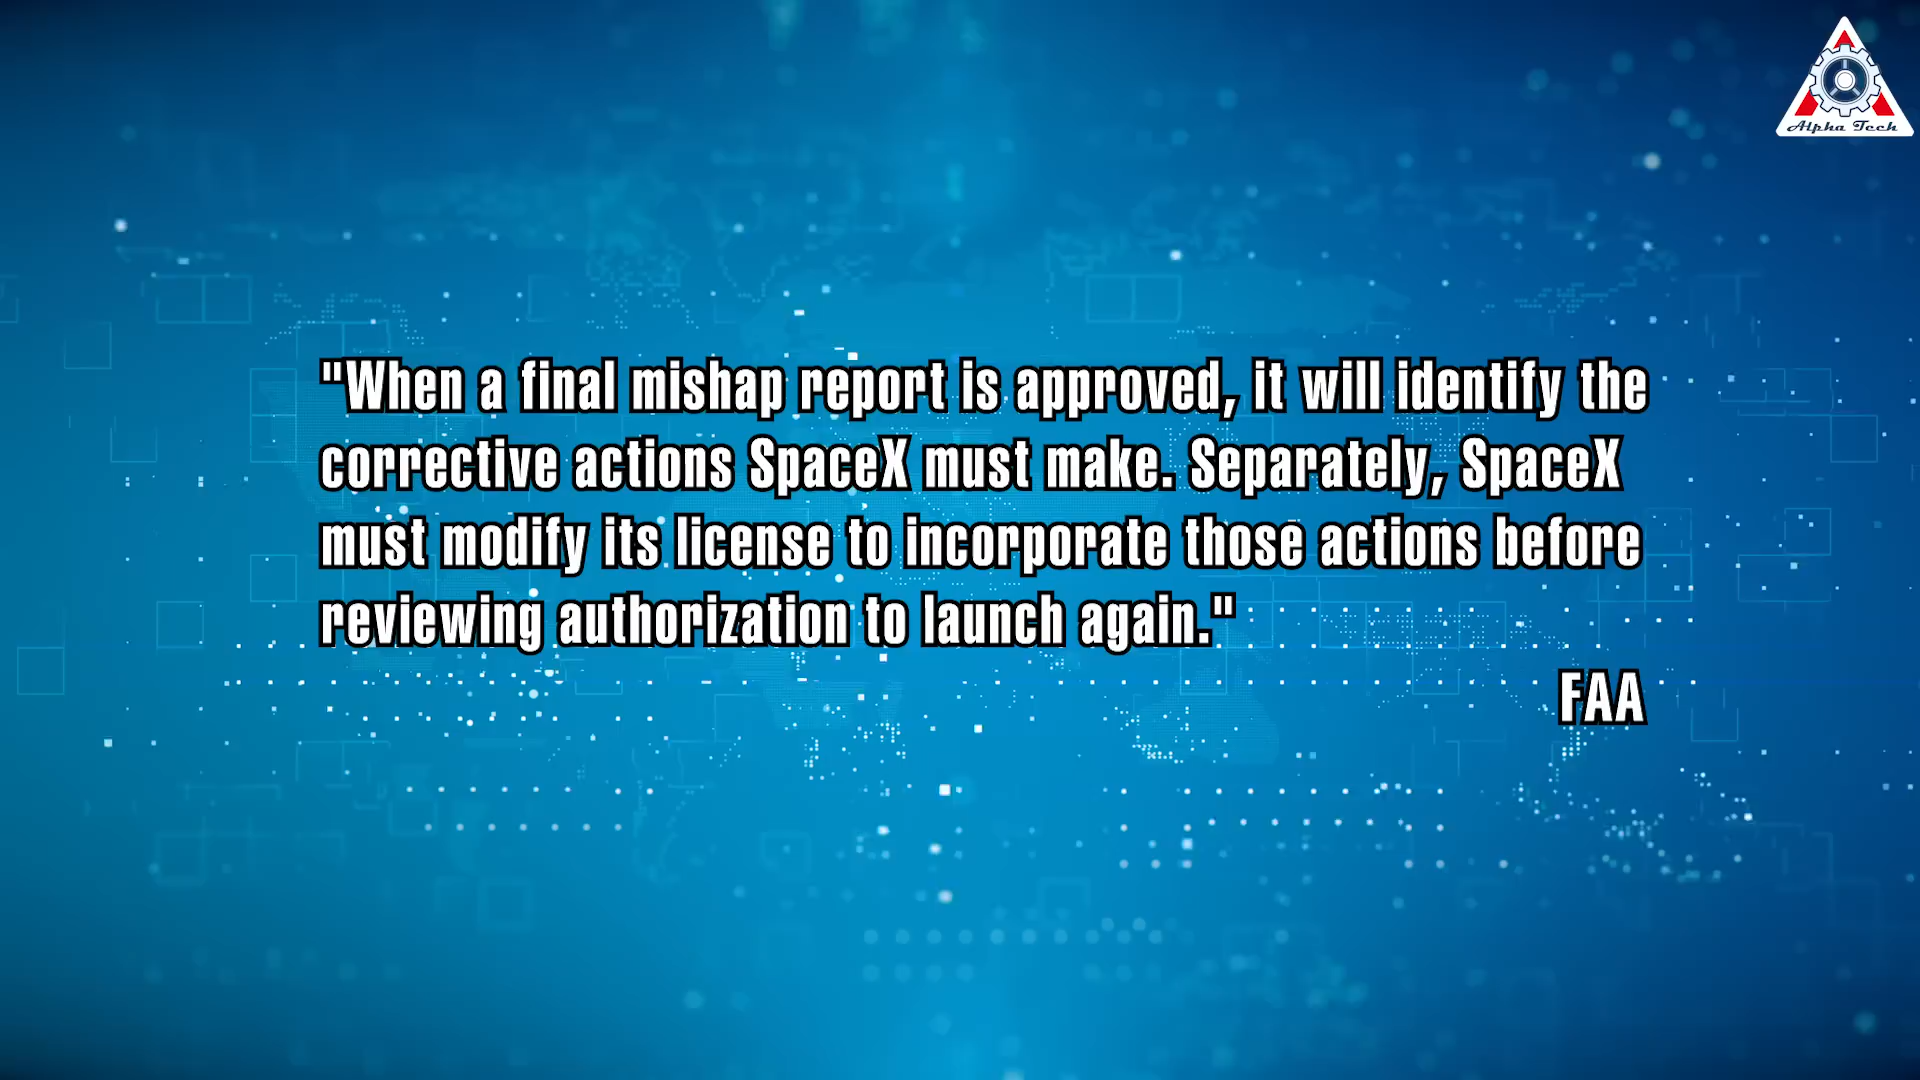 Alpha Tech
"When a final mishap report is approved, it will identify the
corrective actions SpaceX must make. Separately, SpaceX
must modify its license to incorporate those actions before
reviewing authorization to launch again."
FAA